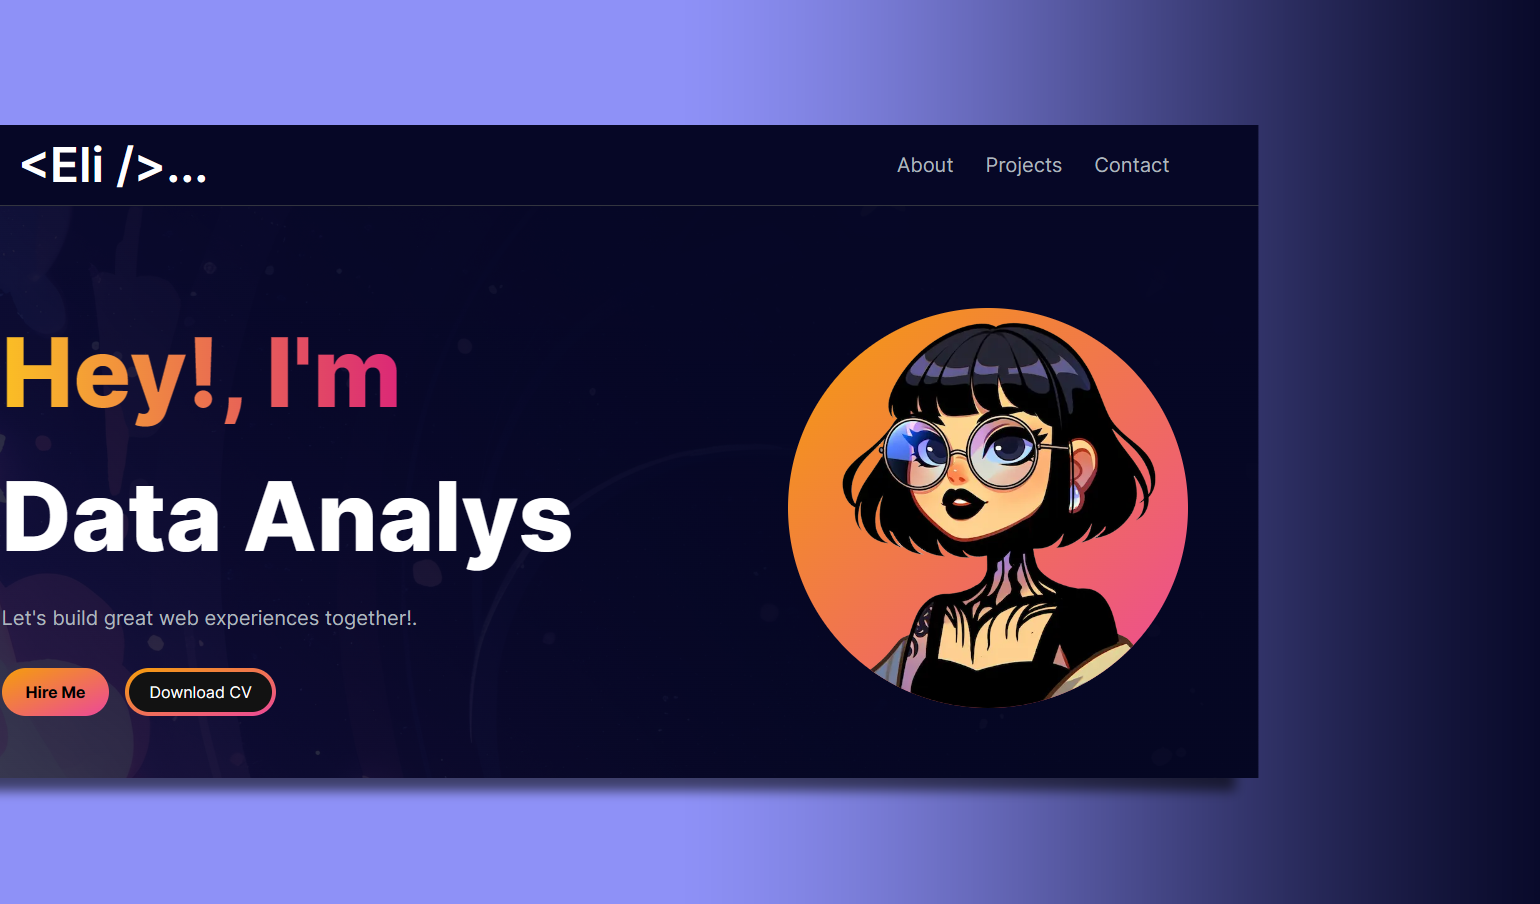 <Eli />...
About Projects Contact
Hey!, I'm
Data Analys
Let's build great web experiences together!.
Hire Me Download CV